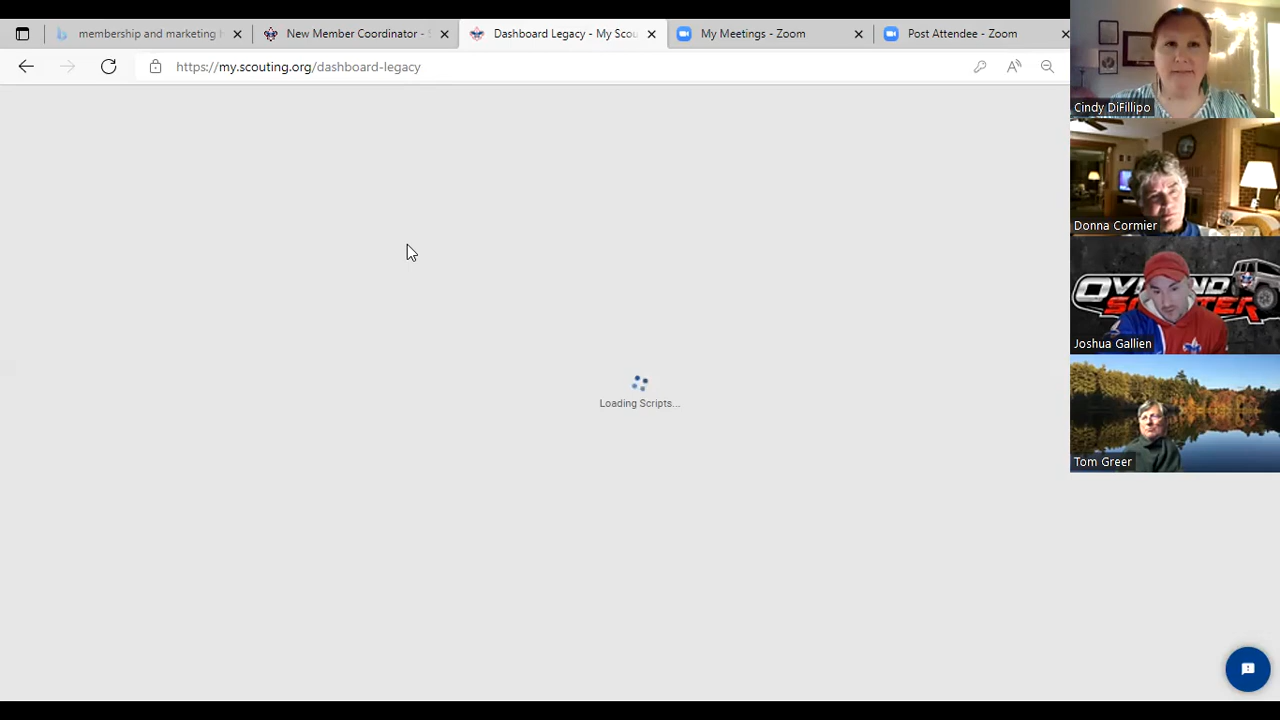 membership and marketing
New Member Coordinator -
Dashboard Legacy - My Scou
My Meetings - Zoom
Post Attendee - Zoom
https://my.scouting.org/dashboard-legacy
Loading Scripts...
Cindy DiFillipo
Donna Cormier
Joshua Gallien
Tom Greer